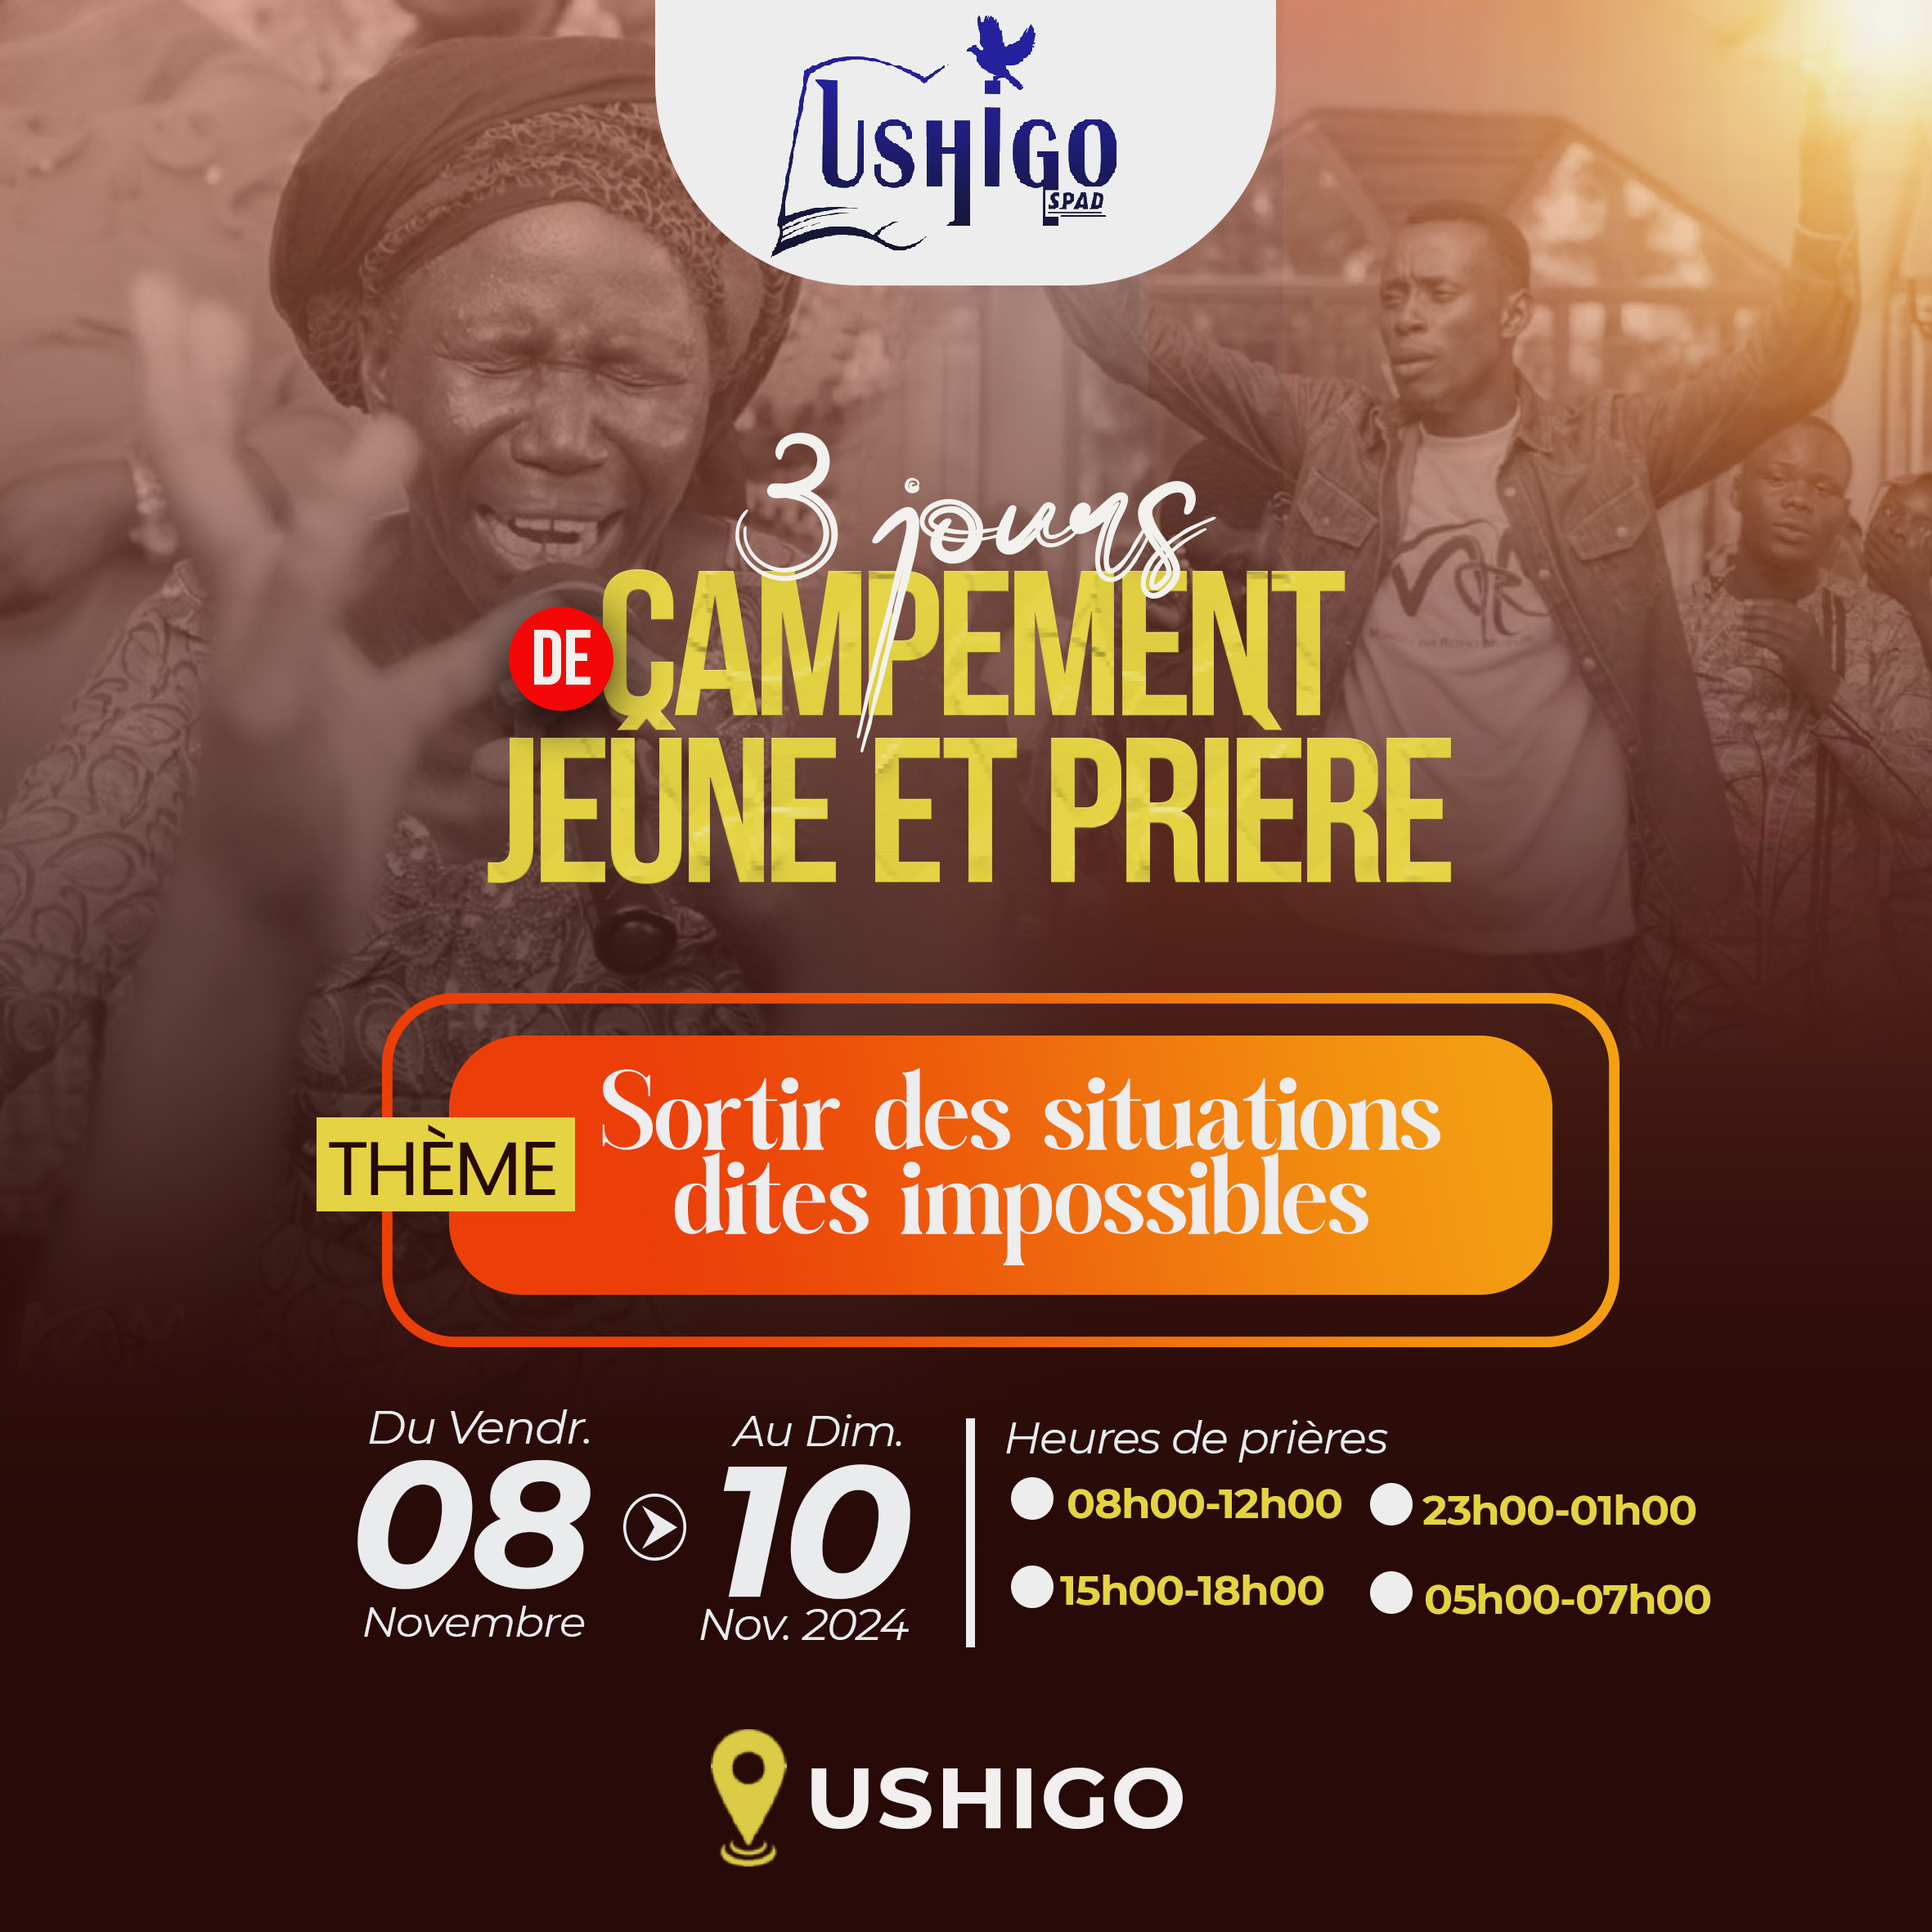 USHIGO
SPAD
3 jours
DE CAMPEMENT
JEÛNE ET PRIÈRE
THÈME
Sortir des situations
dites impossibles
Du Vendr.
08
Novembre
Au Dim.
10
Nov. 2024
Heures de prières
08h00-12h00
23h00-01h00
15h00-18h00
05h00-07h00
USHIGO